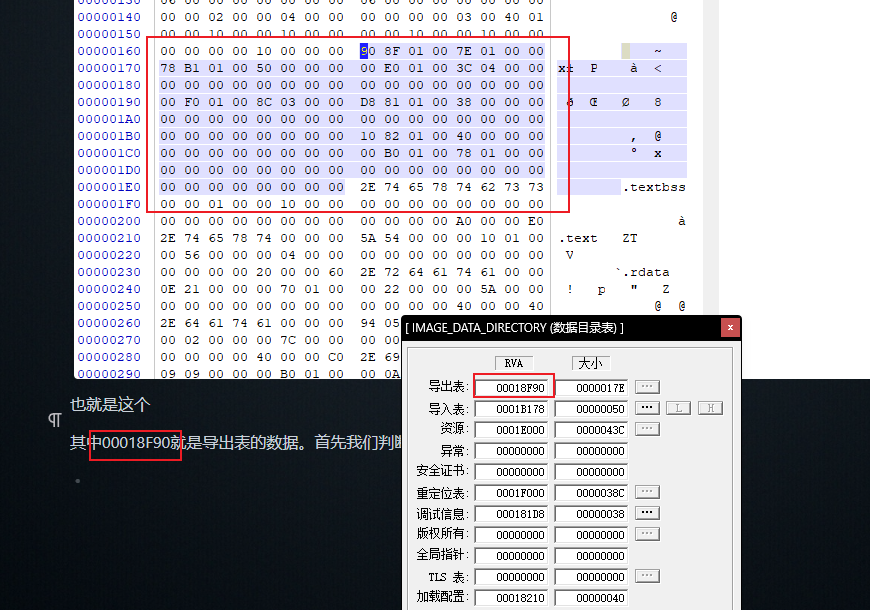 00000140 00 00 02 00 00 04 00 00 00 00 00 00 03 00 40 01 @
00000150 00 00 10 00 00 10 00 00 00 00 10 00 00 10 00 00
00000160 00 00 00 00 10 00 00 00 90 8F 01 00 7E 01 00 00 ~
00000170 78 B1 01 00 50 00 00 00 00 E0 01 00 3C 04 00 00 x± P à <
00000180 00 00 00 00 00 00 00 00 00 00 00 00 00 00 00 00
00000190 00 F0 01 00 8C 03 00 00 D8 81 01 00 38 00 00 00 ð Œ Ø 8
000001A0 00 00 00 00 00 00 00 00 00 00 00 00 00 00 00 00
000001B0 00 00 00 00 00 00 00 00 10 82 01 00 40 00 00 00 , @
000001C0 00 00 00 00 00 00 00 00 00 B0 01 00 78 01 00 00 ° x
000001D0 00 00 00 00 00 00 00 00 00 00 00 00 00 00 00 00
000001E0 00 00 00 00 00 00 00 00 2E 74 65 78 74 62 73 73 .textbss
000001F0 00 00 01 00 00 10 00 00 00 00 00 00 00 00 00 00
00000200 00 00 00 00 00 00 00 00 00 00 00 00 A0 00 00 E0 à
00000210 2E 74 65 78 74 00 00 00 5A 54 00 00 00 10 01 00 .text ZT
00000220 00 56 00 00 00 04 00 00 00 00 00 00 00 00 00 00 V
00000230 00 00 00 00 20 00 00 60 2E 72 64 61 74 61 00 00 `.rdata
00000240 0E 21 00 00 00 70 01 00 00 22 00 00 00 5A 00 00 ! p " Z
00000250 00 00 00 00 00 00 00 00 00 00 00 00 40 00 00 40 @ @
00000260 2E 64 61 74 61 00 00 00 94 05
00000270 00 02 00 00 00 7C 00 00 00 00
00000280 00 00 00 00 40 00 00 C0 2E 69
00000290 09 09 00 00 00 B0 01 00 00 0A
也就是这个
其中00018F90就是导出表的数据。首先我们判断
[ IMAGE_DATA_DIRECTORY (数据目录表) ] x
RVA 大小
导出表: 00018F90 0000017E ...
导入表: 0001B178 00000050 ... L H
资源: 0001E000 0000043C ...
异常: 00000000 00000000
安全证书: 00000000 00000000
重定位表: 0001F000 0000038C ...
调试信息: 000181D8 00000038 ...
版权所有: 00000000 00000000 ...
全局指针: 00000000 00000000
TLS 表: 00000000 00000000 ...
加载配置: 00018210 00000040